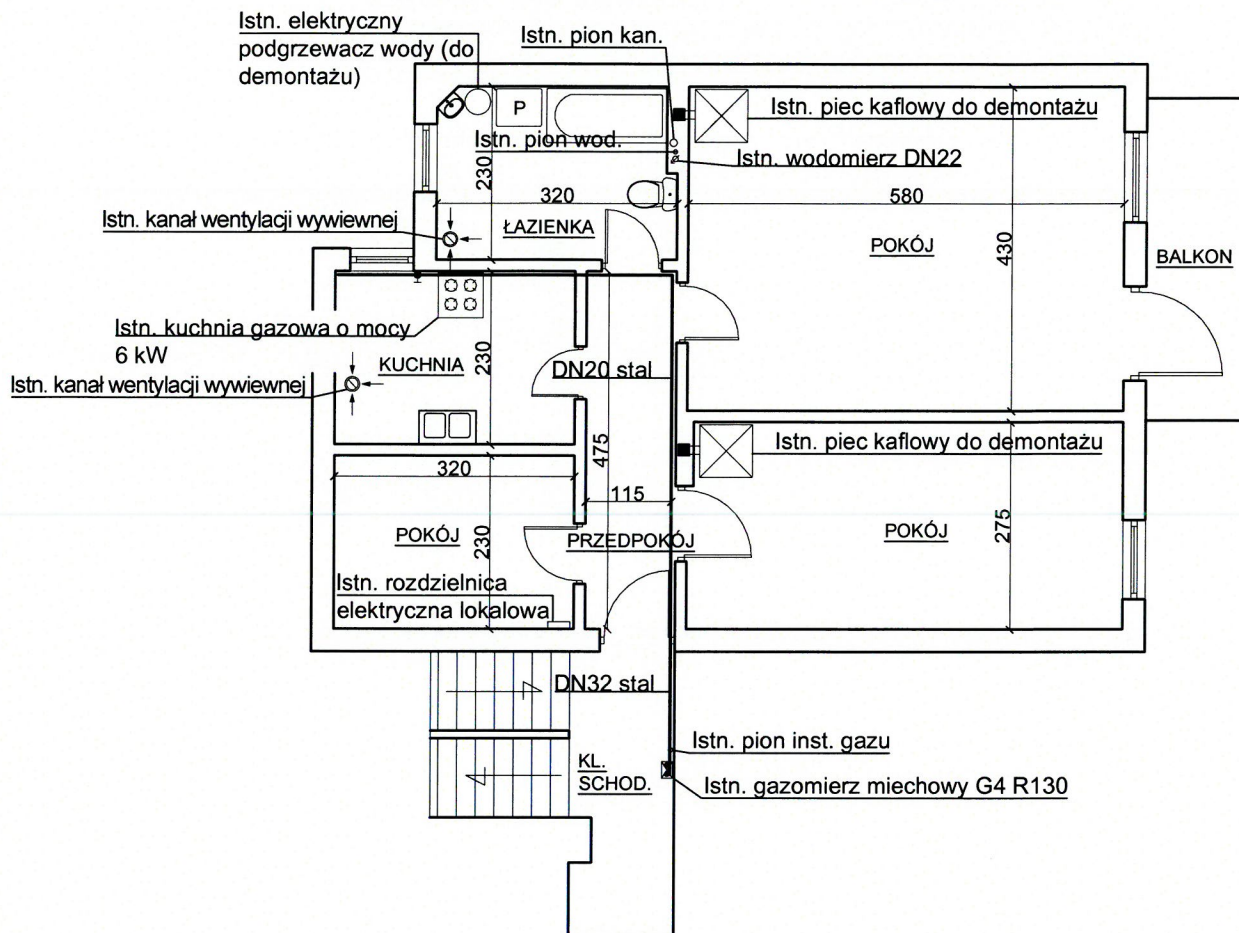 Istn. elektryczny
podgrzewacz wody (do
demontażu)
Istn. pion kan.
P
Istn. piec kaflowy do demontażu
Istn. pion wod.
Istn. wodomierz DN22
230
320
580
Istn. kanał wentylacji wywiewnej
ŁAZIENKA
POKÓJ
430
BALKON
Istn. kuchnia gazowa o mocy
6 kW
KUCHNIA
230
DN20 stal
Istn. kanał wentylacji wywiewnej
475
Istn. piec kaflowy do demontażu
320
115
POKÓJ
230
PRZEDPOKÓJ
POKÓJ
275
Istn. rozdzielnica
elektryczna lokalowa
DN32 stal
Istn. pion inst. gazu
KL.
SCHOD.
Istn. gazomierz miechowy G4 R130